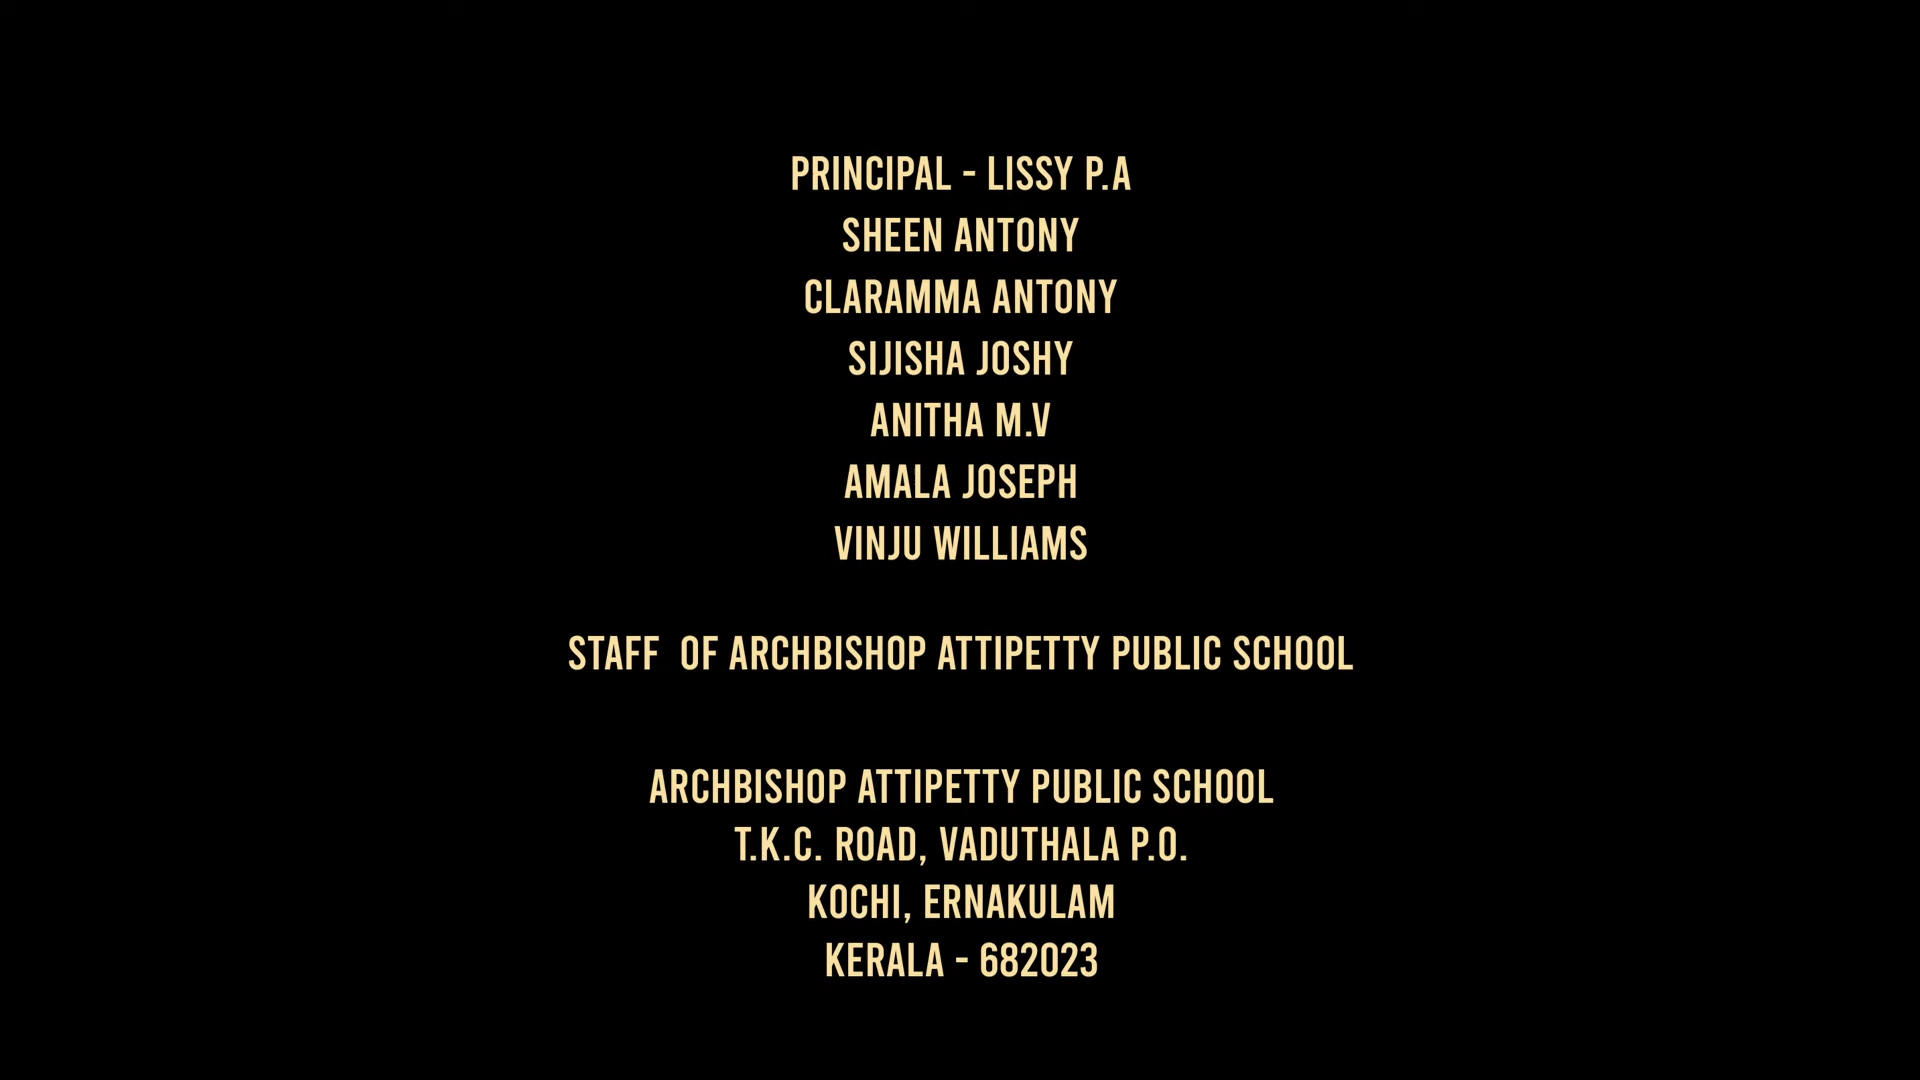 PRINCIPAL - LISSY P.A
SHEEN ANTONY
CLARAMMA ANTONY
SIJISHA JOSHY
ANITHA M.V
AMALA JOSEPH
VINJU WILLIAMS
STAFF  OF ARCHBISHOP ATTIPETTY PUBLIC SCHOOL
ARCHBISHOP ATTIPETTY PUBLIC SCHOOL
T.K.C. ROAD, VADUTHALA P.O.
KOCHI, ERNAKULAM
KERALA - 682023